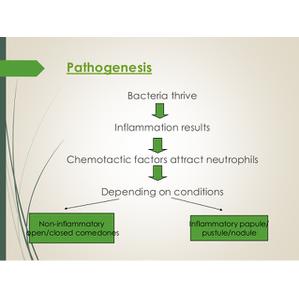 Pathogenesis
Bacteria thrive
Inflammation results
Chemotactic factors attract neutrophils
Depending on conditions
Non-inflammatory
open/closed comedones
Inflammatory papule/
pustule/nodule